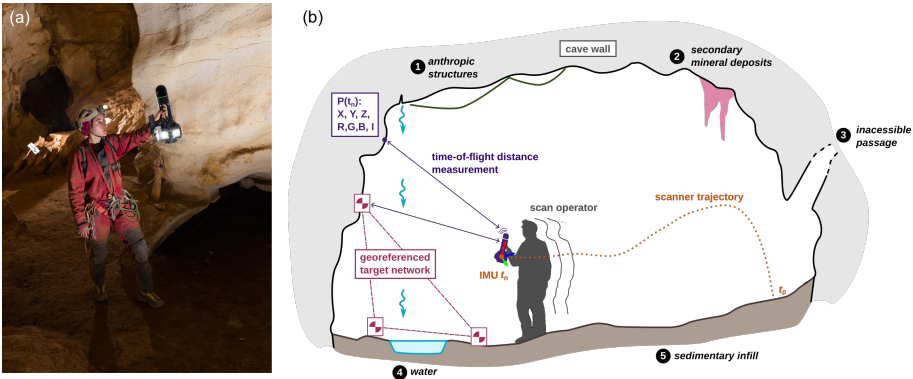 (a)
(b)
cave wall
1 anthropic
structures
2 secondary
mineral deposits
P(tn):
X, Y, Z,
R,G,B, I
3 inacessible
passage
time-of-flight distance
measurement
scan operator
scanner trajectory
georeferenced
target network
IMU tn
t0
5 sedimentary infill
4 water